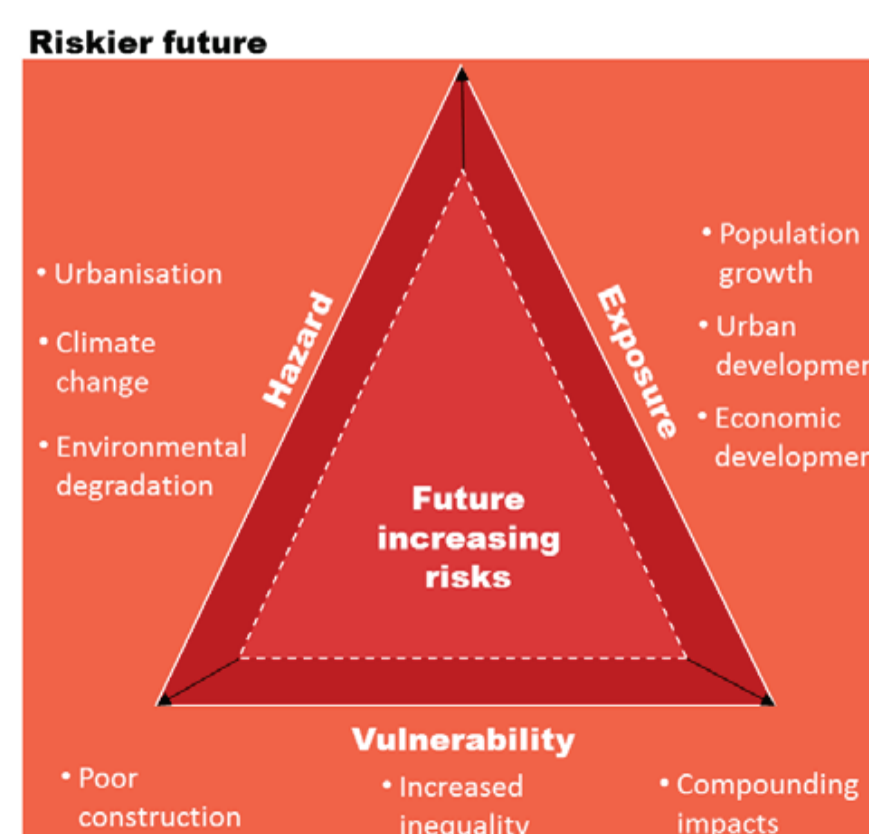 Riskier future
• Urbanisation
• Climate
change
• Environmental
degradation
Hazard
Exposure
• Population
growth
• Urban
developmen
• Economic
developmen
Future
increasing
risks
Vulnerability
• Poor
construction
• Increased
inequality
• Compounding
impacts